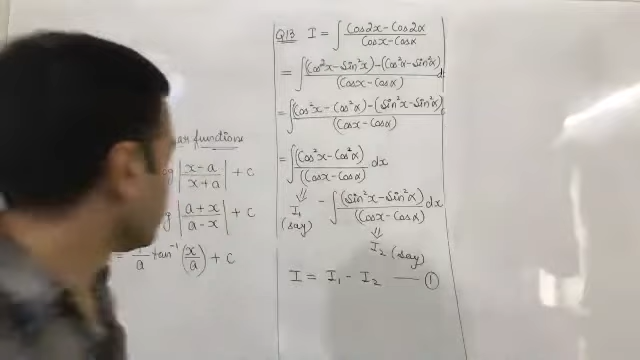 functions
| x-a / x+a | + C
| a+x / a-x | + C
= 1/a tan⁻¹ (x/a) + C
Q13 I = ∫ Cos2x - Cos2α / Cosx - Cosα
= ∫ (Cos²x - Sin²x) - (Cos²α - Sin²α) / (Cosx - Cosα)
= ∫ (Cos²x - Cos²α) - (Sin²x - Sin²α) / (Cosx - Cosα)
= ∫ (Cos²x - Cos²α) / (Cosx - Cosα) dx
I₁ (say)
- ∫ (Sin²x - Sin²α) / (Cosx - Cosα) dx
I₂ (say)
I = I₁ - I₂ — ①